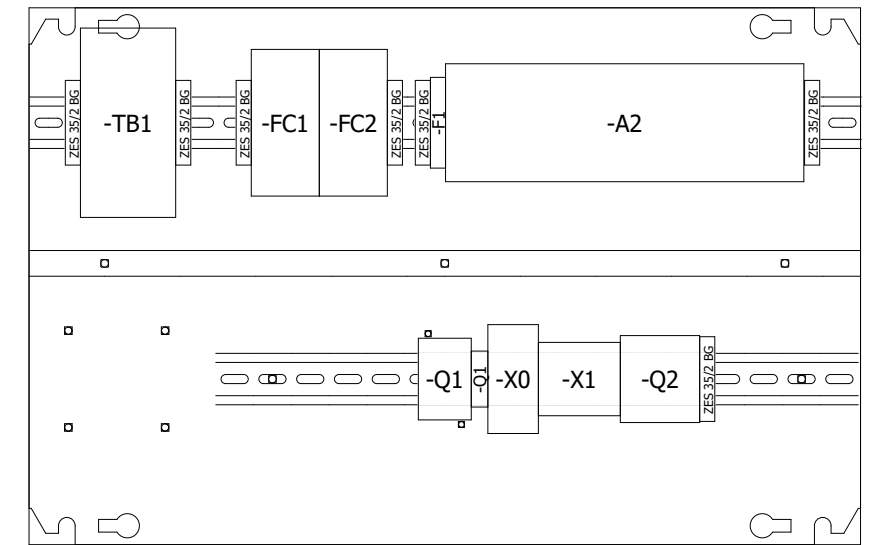 ZES 35/2 BG
-TB1
ZES 35/2 BG
ZES 35/2 BG
-FC1
-FC2
ZES 35/2 BG
ZES 35/2 BG
-F1
-A2
ZES 35/2 BG
-Q1
-Q1
-X0
-X1
-Q2
ZES 35/2 BG